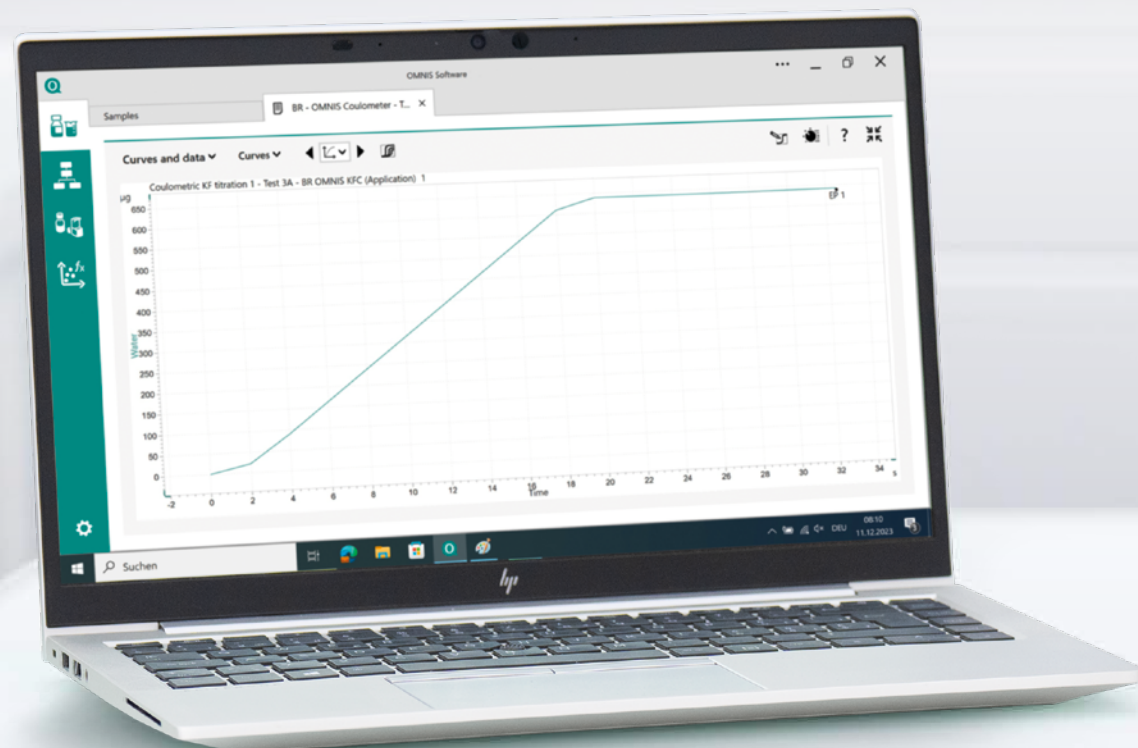 OMNIS Software
Samples
BR - OMNIS Coulometer - T...
Curves and data
Curves
?
Coulometric KF titration 1 - Test 3A - BR OMNIS KFC (Application) 1
µg
650
600
550
500
450
400
350
300
250
200
150
100
50
0
Water
EP 1
-2 0 2 4 6 8 10 12 14 16 18 20 22 24 26 28 30 32 34 s
Time
fx
Suchen
DEU
08:10
11.12.2023
hp